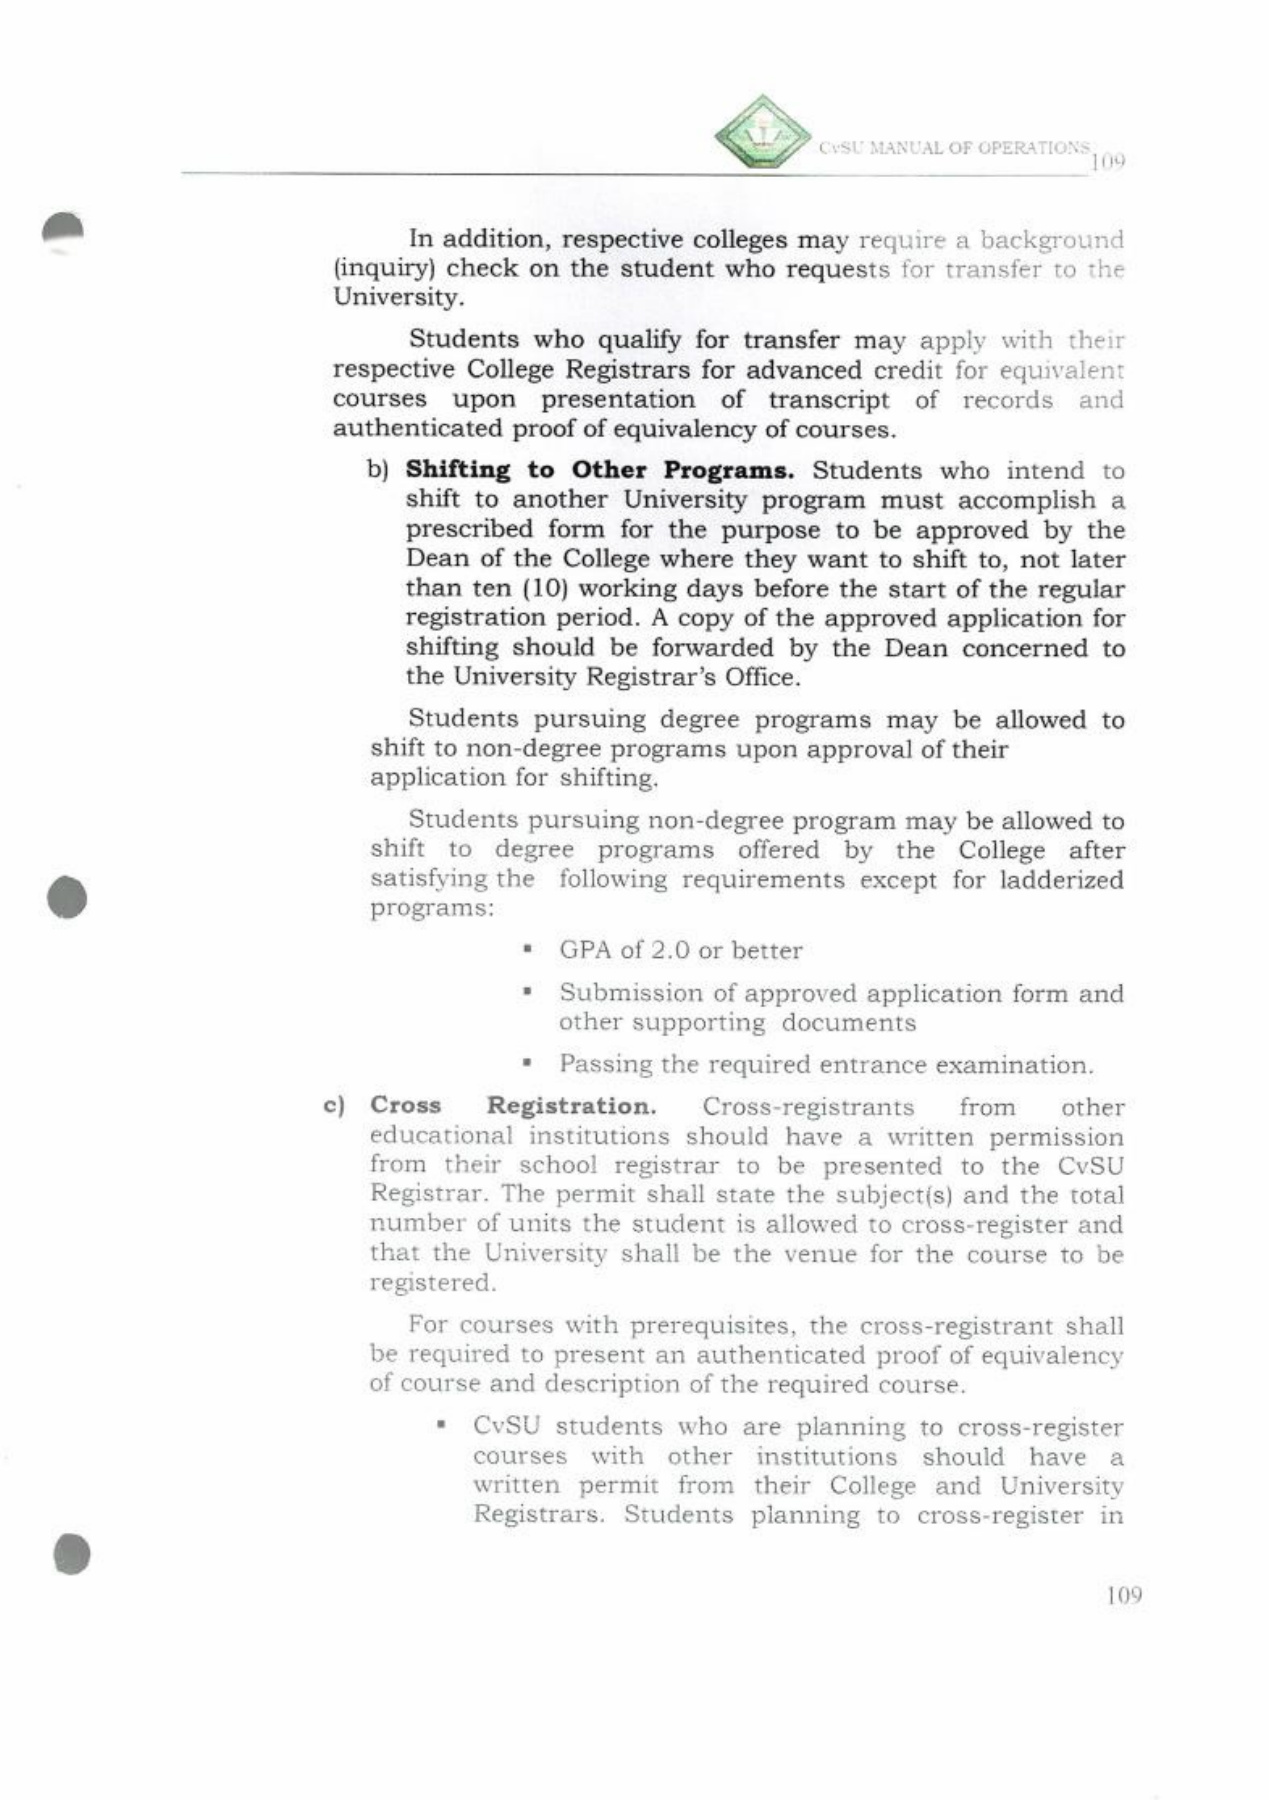 CvSU MANUAL OF OPERATIONS
109
In addition, respective colleges may require a background
(inquiry) check on the student who requests for transfer to the
University.
Students who qualify for transfer may apply with their
respective College Registrars for advanced credit for equivalent
courses upon presentation of transcript of records and
authenticated proof of equivalency of courses.
b) Shifting to Other Programs. Students who intend to
shift to another University program must accomplish a
prescribed form for the purpose to be approved by the
Dean of the College where they want to shift to, not later
than ten (10) working days before the start of the regular
registration period. A copy of the approved application for
shifting should be forwarded by the Dean concerned to
the University Registrar's Office.
Students pursuing degree programs may be allowed to
shift to non-degree programs upon approval of their
application for shifting.
Students pursuing non-degree program may be allowed to
shift to degree programs offered by the College after
satisfying the following requirements except for ladderized
programs:
▪ GPA of 2.0 or better
▪ Submission of approved application form and
other supporting documents
▪ Passing the required entrance examination.
c) Cross Registration. Cross-registrants from other
educational institutions should have a written permission
from their school registrar to be presented to the CvSU
Registrar. The permit shall state the subject(s) and the total
number of units the student is allowed to cross-register and
that the University shall be the venue for the course to be
registered.
For courses with prerequisites, the cross-registrant shall
be required to present an authenticated proof of equivalency
of course and description of the required course.
▪ CvSU students who are planning to cross-register
courses with other institutions should have a
written permit from their College and University
Registrars. Students planning to cross-register in
109